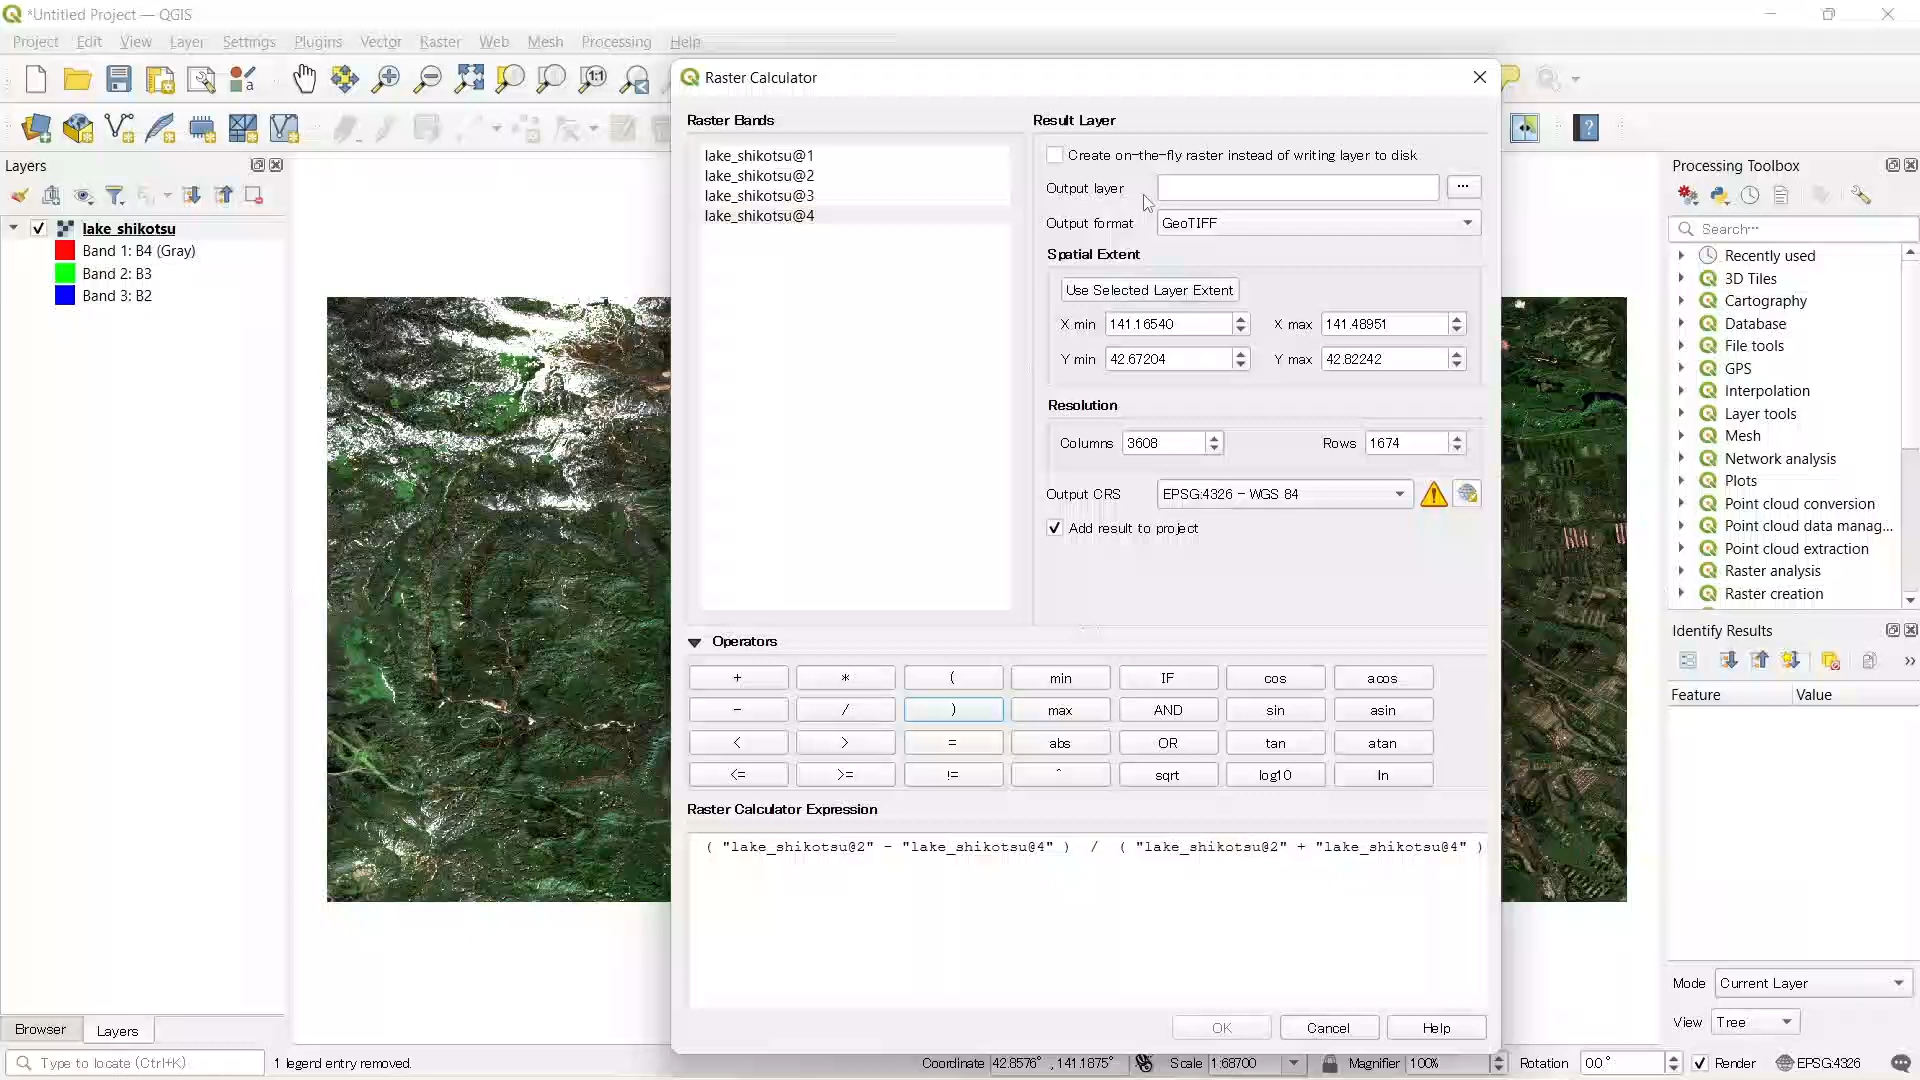 *Untitled Project — QGIS
Project Edit View Layer Settings Plugins Vector Raster Web Mesh Processing Help
Raster Calculator
Layers
lake_shikotsu
Band 1: B4 (Gray)
Band 2: B3
Band 3: B2
Raster Bands
lake_shikotsu@1
lake_shikotsu@2
lake_shikotsu@3
lake_shikotsu@4
Result Layer
Create on-the-fly raster instead of writing layer to disk
Output layer
...
Output format GeoTIFF
Spatial Extent
Use Selected Layer Extent
X min 141.16540 X max 141.48951
Y min 42.67204 Y max 42.82242
Resolution
Columns 3608 Rows 1674
Output CRS EPSG:4326 - WGS 84
Add result to project
Operators
+ * ( min IF cos acos
- / ) max AND sin asin
< > = abs OR tan atan
<= >= != ^ sqrt log10 ln
Raster Calculator Expression
( "lake_shikotsu@2" - "lake_shikotsu@4" ) / ( "lake_shikotsu@2" + "lake_shikotsu@4" )
OK Cancel Help
Processing Toolbox
Search…
Recently used
3D Tiles
Cartography
Database
File tools
GPS
Interpolation
Layer tools
Mesh
Network analysis
Plots
Point cloud conversion
Point cloud data manag...
Point cloud extraction
Raster analysis
Raster creation
Identify Results
Feature Value
Mode Current Layer
View Tree
Browser Layers
Type to locate (Ctrl+K) 1 legend entry removed. Coordinate 42.8576° , 141.1875° Scale 1:68700 Magnifier 100% Rotation 0.0 ° Render EPSG:4326